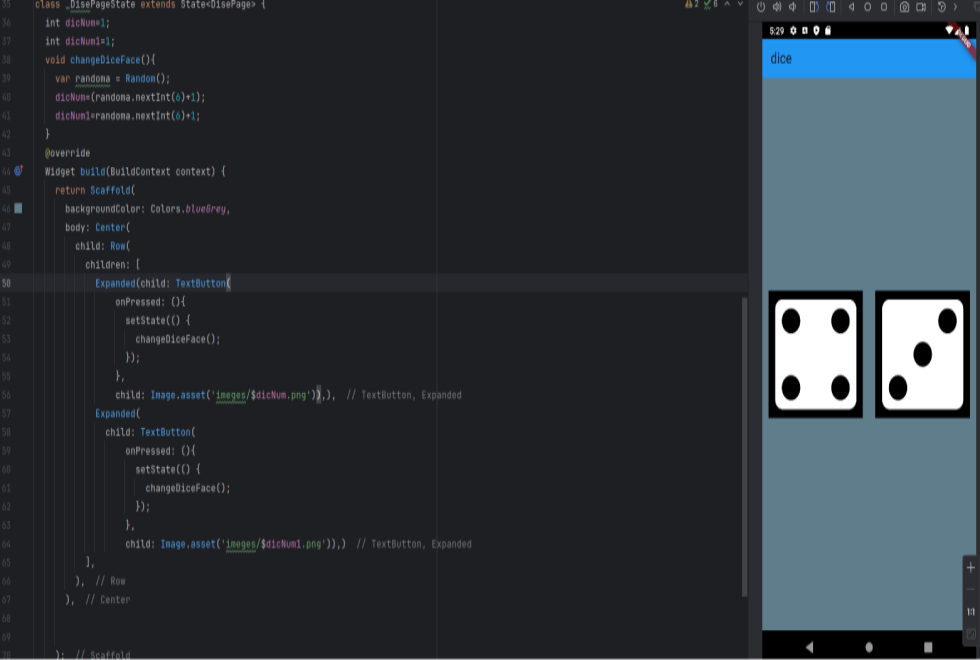 35 class _DisePageState extends State<DisePage> {
36 int dicNum=1;
37 int dicNum1=1;
38 void changeDiceFace(){
39 var randoma = Random();
40 dicNum=(randoma.nextInt(6)+1);
41 dicNum1=randoma.nextInt(6)+1;
42 }
43 @override
44 Widget build(BuildContext context) {
45 return Scaffold(
46 backgroundColor: Colors.blueGrey,
47 body: Center(
48 child: Row(
49 children: [
50 Expanded(child: TextButton(
51 onPressed: (){
52 setState(() {
53 changeDiceFace();
54 });
55 },
56 child: Image.asset('imeges/$dicNum.png')),), // TextButton, Expanded
57 Expanded(
58 child: TextButton(
59 onPressed: (){
60 setState(() {
61 changeDiceFace();
62 });
63 },
64 child: Image.asset('imeges/$dicNum1.png')),) // TextButton, Expanded
65 ],
66 ), // Row
67 ), // Center
68
69
70 ); // Scaffold
2 6
5:29
dice
1:1